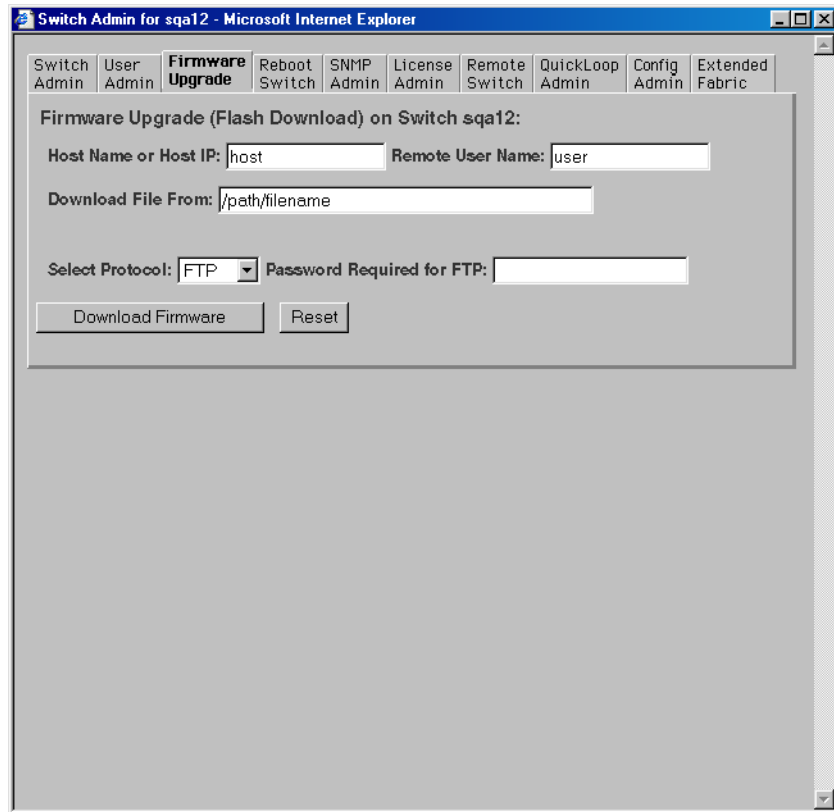 Switch Admin for sqa12 - Microsoft Internet Explorer
Switch Admin User Admin Firmware Upgrade Reboot Switch SNMP Admin License Admin Remote Switch QuickLoop Admin Config Admin Extended Fabric
Firmware Upgrade (Flash Download) on Switch sqa12:
Host Name or Host IP: host Remote User Name: user
Download File From: /path/filename
Select Protocol: FTP Password Required for FTP:
Download Firmware Reset